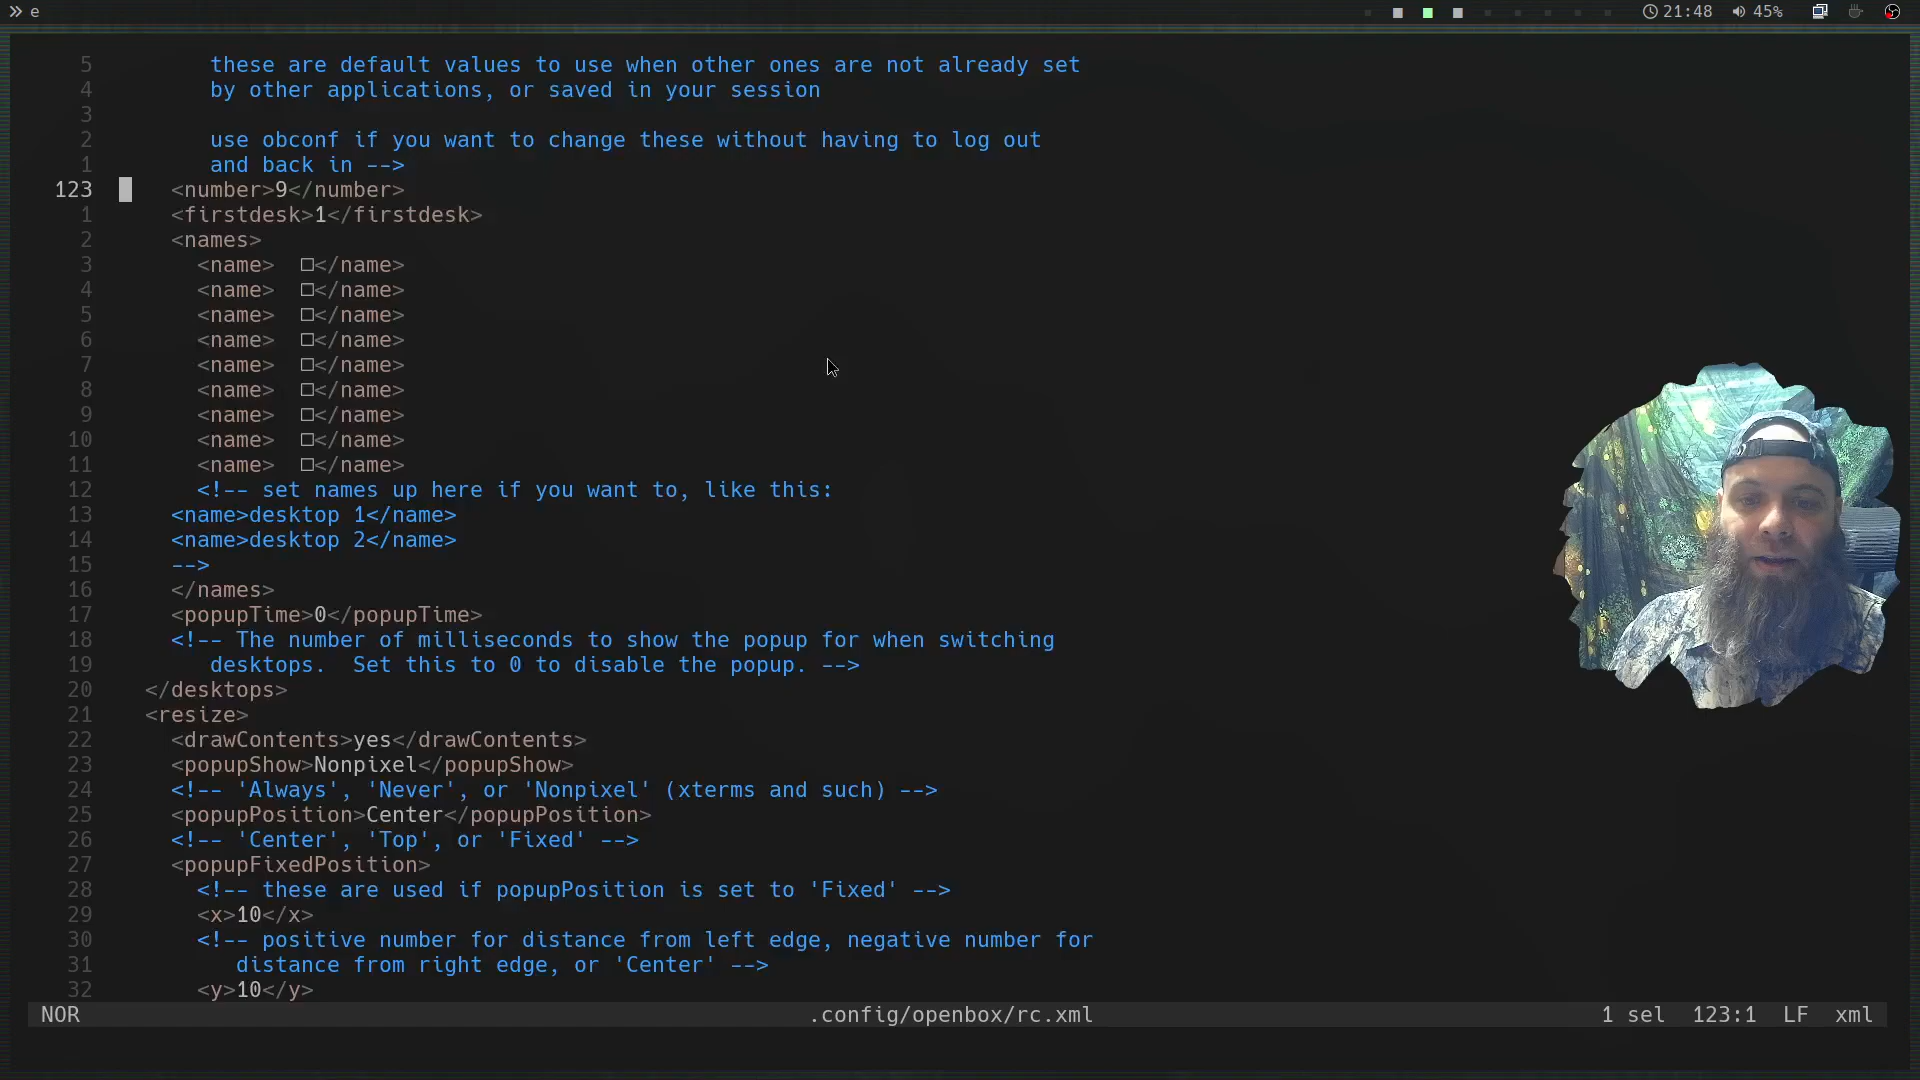 e 21:48 45%
5 these are default values to use when other ones are not already set
4 by other applications, or saved in your session
3
2 use obconf if you want to change these without having to log out
1 and back in -->
123 <number>9</number>
1 <firstdesk>1</firstdesk>
2 <names>
3 <name> □</name>
4 <name> □</name>
5 <name> □</name>
6 <name> □</name>
7 <name> □</name>
8 <name> □</name>
9 <name> □</name>
10 <name> □</name>
11 <name> □</name>
12 <!-- set names up here if you want to, like this:
13 <name>desktop 1</name>
14 <name>desktop 2</name>
15 -->
16 </names>
17 <popupTime>0</popupTime>
18 <!-- The number of milliseconds to show the popup for when switching
19 desktops.  Set this to 0 to disable the popup. -->
20 </desktops>
21 <resize>
22 <drawContents>yes</drawContents>
23 <popupShow>Nonpixel</popupShow>
24 <!-- 'Always', 'Never', or 'Nonpixel' (xterms and such) -->
25 <popupPosition>Center</popupPosition>
26 <!-- 'Center', 'Top', or 'Fixed' -->
27 <popupFixedPosition>
28 <!-- these are used if popupPosition is set to 'Fixed' -->
29 <x>10</x>
30 <!-- positive number for distance from left edge, negative number for
31 distance from right edge, or 'Center' -->
32 <y>10</y>
NOR .config/openbox/rc.xml 1 sel 123:1 LF xml